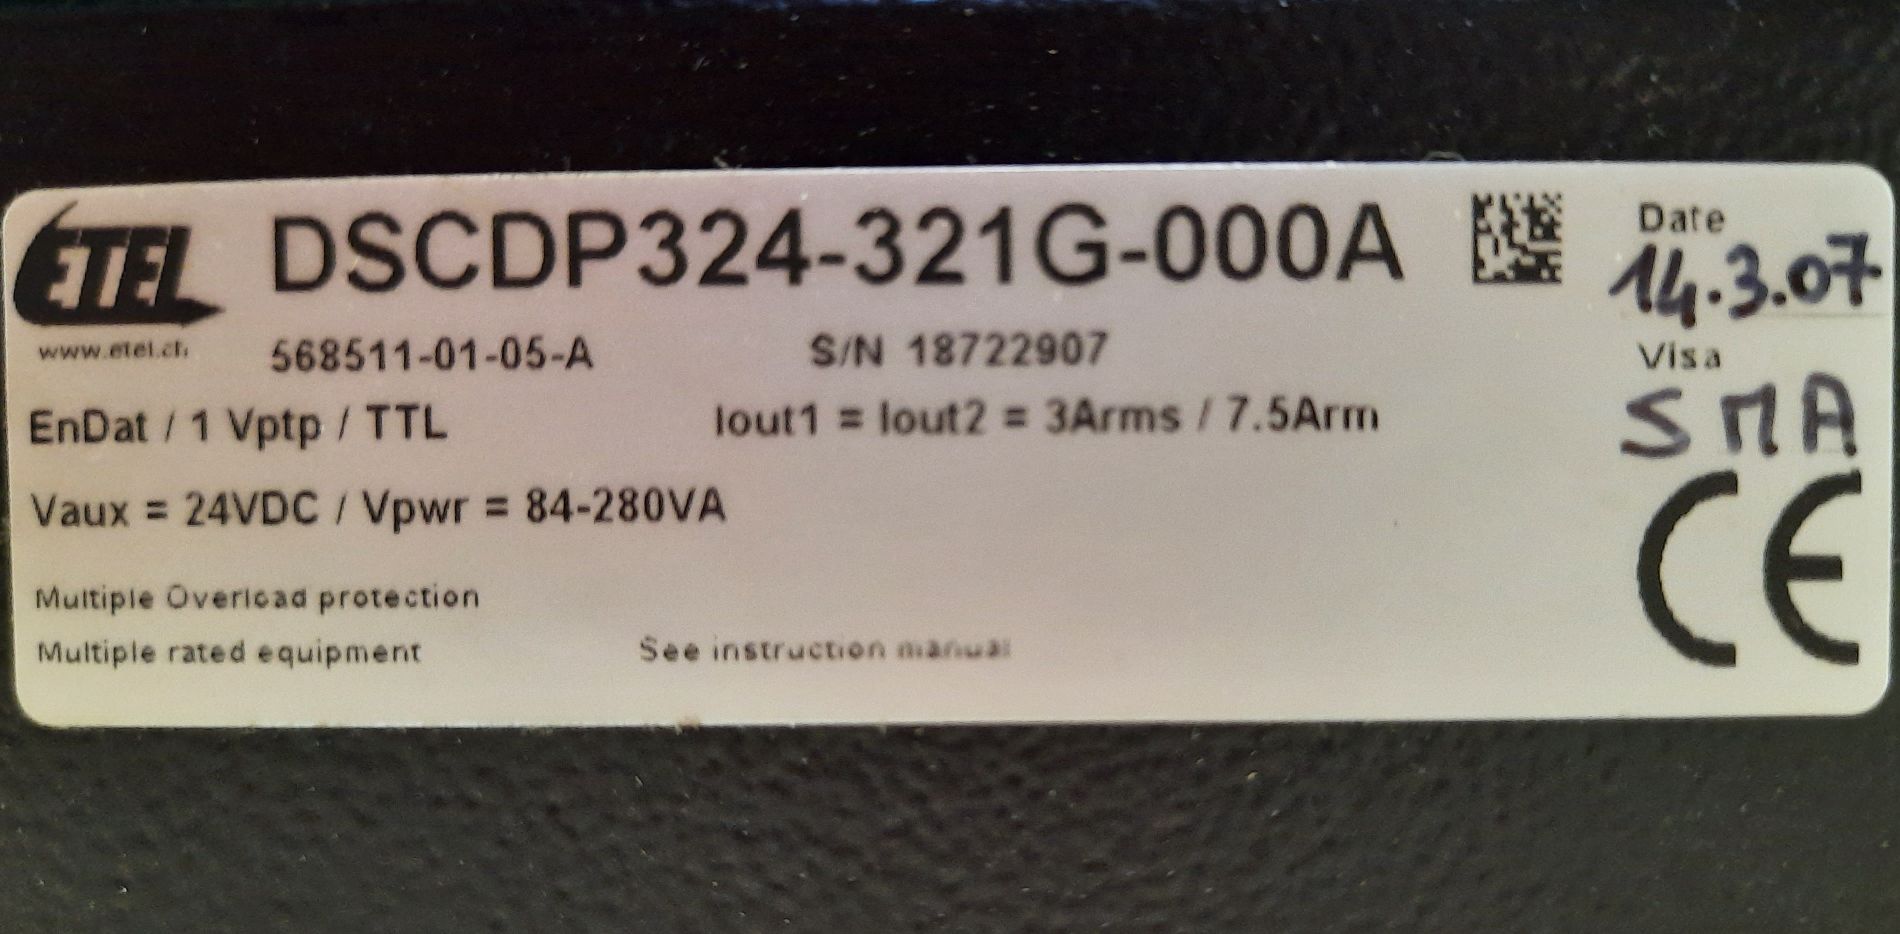 ETEL
DSCDP324-321G-000A
Date
14.3.07
www.etel.ch
568511-01-05-A
S/N 18722907
Visa
SMA
EnDat / 1 Vptp / TTL
Iout1 = Iout2 = 3Arms / 7.5Arm
Vaux = 24VDC / Vpwr = 84-280VA
CE
Multiple Overload protection
Multiple rated equipment
See instruction manual